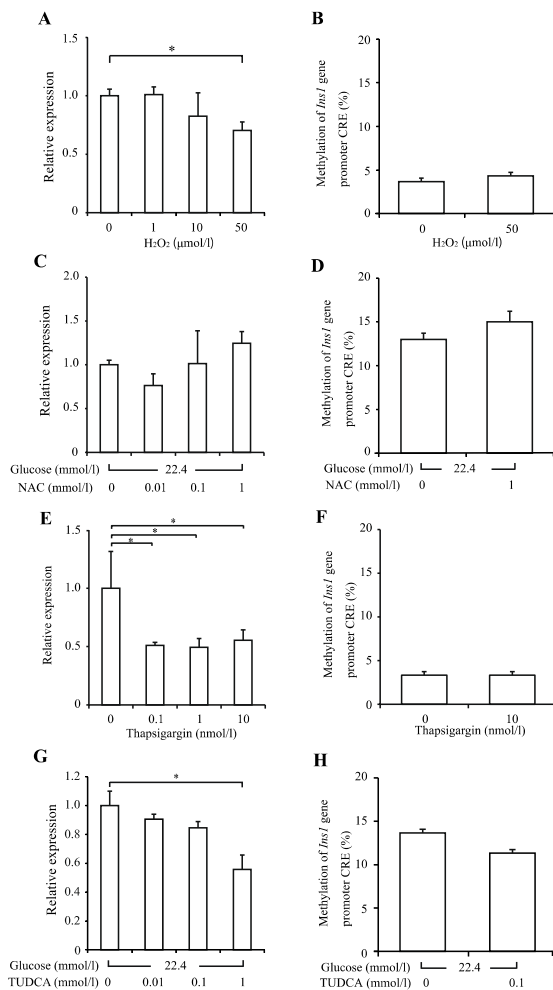 A
Relative expression
1.5
1.0
0.5
0
*
0 1 10 50
H2O2 (μmol/l)
B
Methylation of Ins1 gene
promoter CRE (%)
20
15
10
5
0
0 50
H2O2 (μmol/l)
C
Relative expression
2.0
1.5
1.0
0.5
0
Glucose (mmol/l) 22.4
NAC (mmol/l) 0 0.01 0.1 1
D
Methylation of Ins1 gene
promoter CRE (%)
20
15
10
5
0
Glucose (mmol/l) 22.4
NAC (mmol/l) 0 1
E
Relative expression
1.5
1.0
0.5
0
*
*
*
0 0.1 1 10
Thapsigargin (nmol/l)
F
Methylation of Ins1 gene
promoter CRE (%)
20
15
10
5
0
0 10
Thapsigargin (nmol/l)
G
Relative expression
1.2
1.0
0.8
0.6
0.4
0.2
0
*
Glucose (mmol/l) 22.4
TUDCA (mmol/l) 0 0.01 0.1 1
H
Methylation of Ins1 gene
promoter CRE (%)
20
15
10
5
0
Glucose (mmol/l) 22.4
TUDCA (mmol/l) 0 0.1